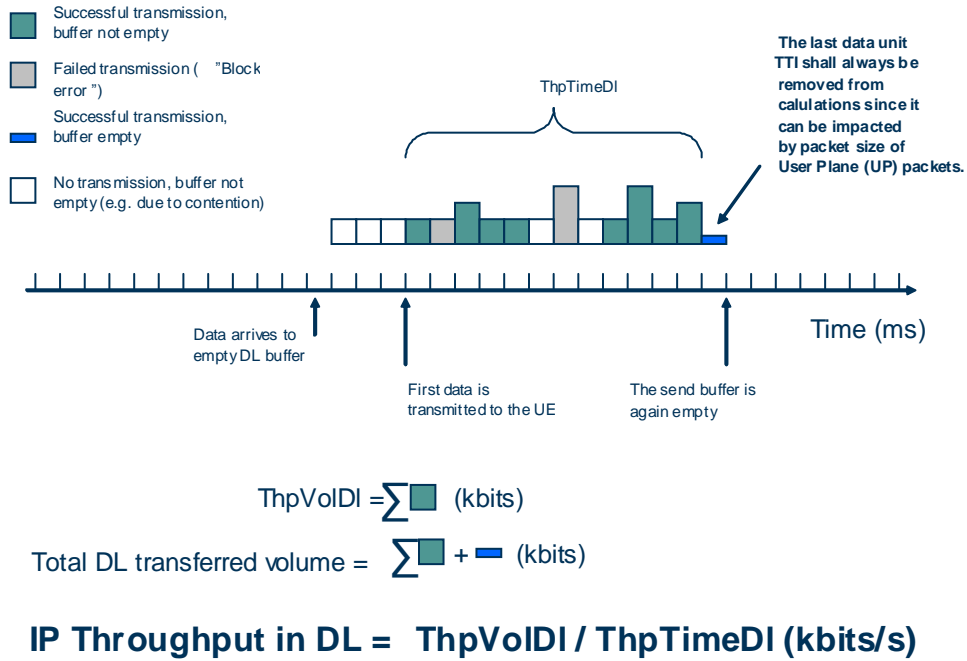 Successful transmission,
buffer not empty
Failed transmission ( "Block
error ")
Successful transmission,
buffer empty
No transmission, buffer not
empty (e.g. due to contention)
ThpTimeDl
The last data unit
TTI shall always be
removed from
calulations since it
can be impacted
by packet size of
User Plane (UP) packets.
Data arrives to
empty DL buffer
Time (ms)
First data is
transmitted to the UE
The send buffer is
again empty
ThpVolDl = ∑ (kbits)
Total DL transferred volume = ∑ + (kbits)
IP Throughput in DL = ThpVolDl / ThpTimeDl (kbits/s)